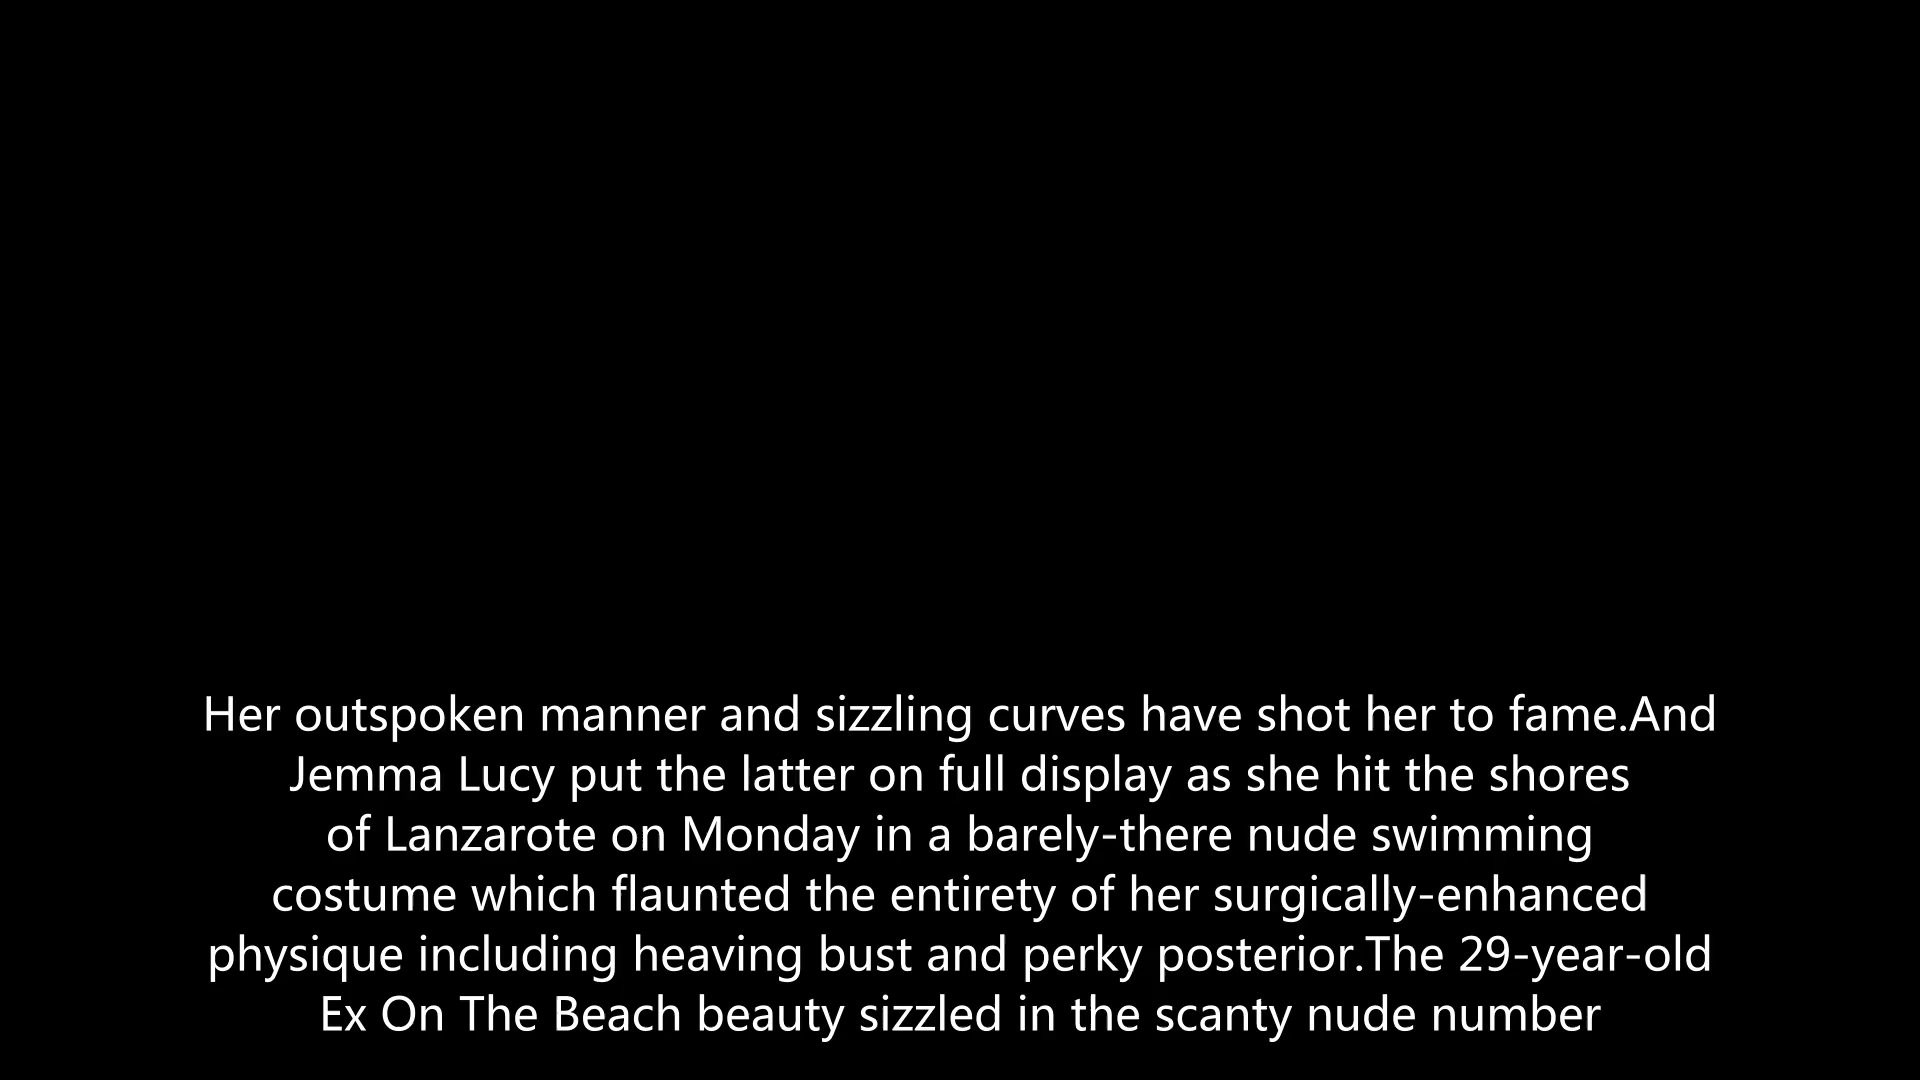 Her outspoken manner and sizzling curves have shot her to fame.And
Jemma Lucy put the latter on full display as she hit the shores
of Lanzarote on Monday in a barely-there nude swimming
costume which flaunted the entirety of her surgically-enhanced
physique including heaving bust and perky posterior.The 29-year-old
Ex On The Beach beauty sizzled in the scanty nude number